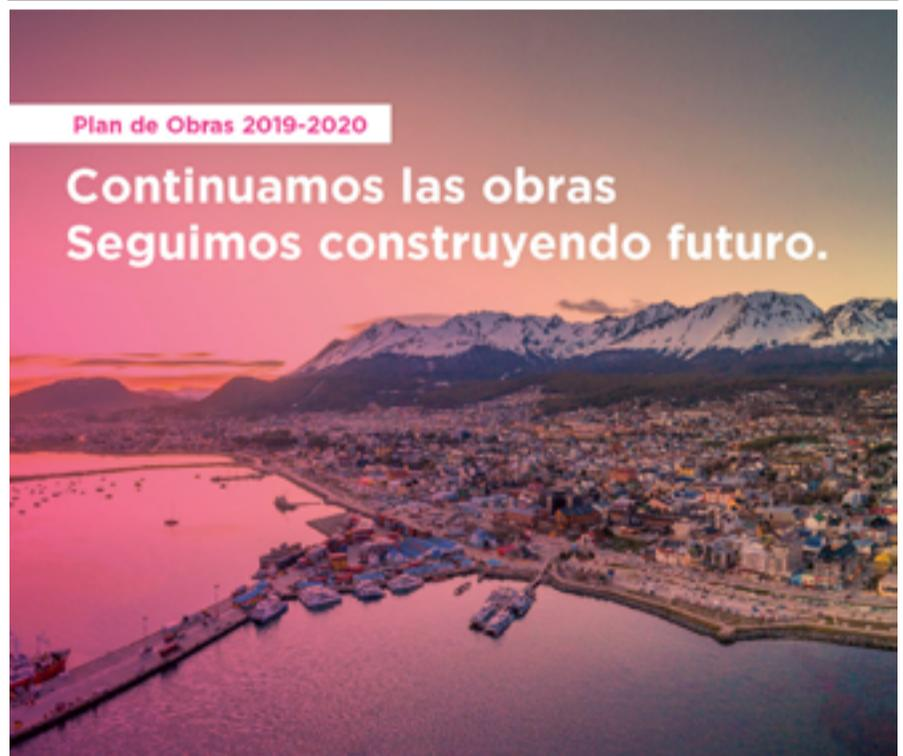 Plan de Obras 2019-2020
Continuamos las obras
Seguimos construyendo futuro.